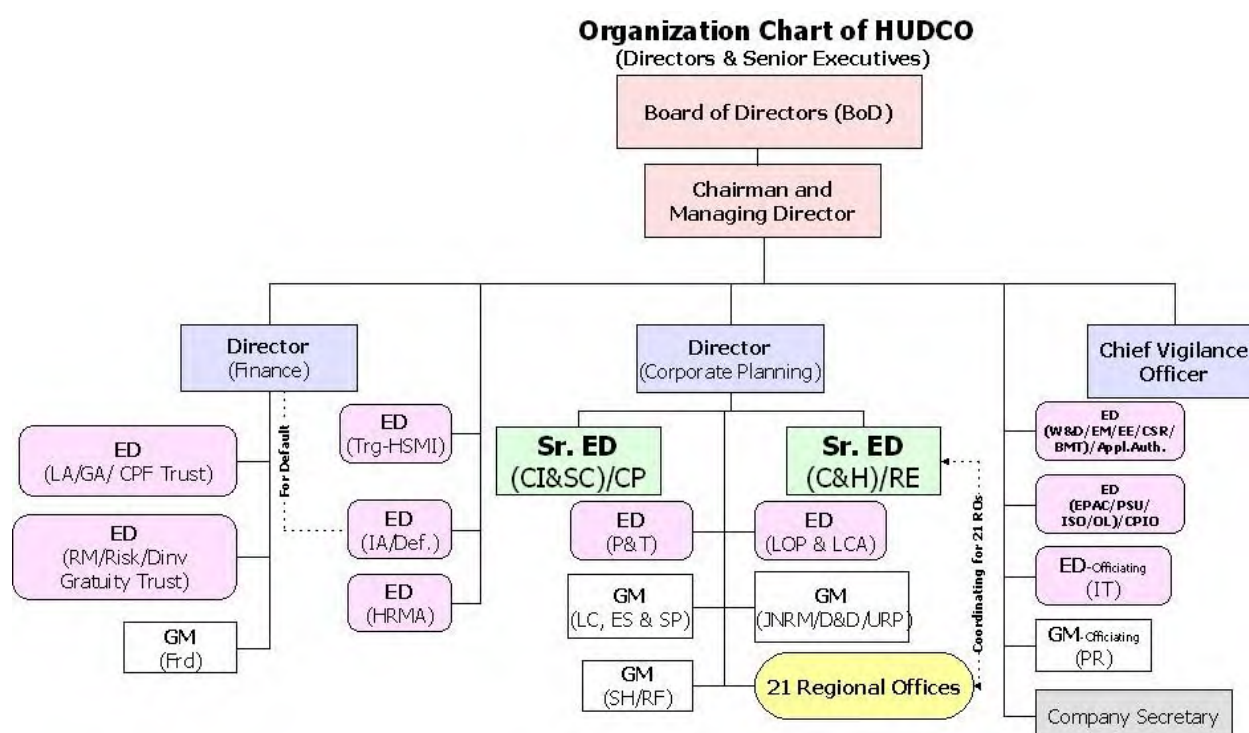 Organization Chart of HUDCO
(Directors & Senior Executives)
Board of Directors (BoD)
Chairman and
Managing Director
Director
(Finance)
Director
(Corporate Planning)
Chief Vigilance
Officer
ED
(LA/GA/ CPF Trust)
ED
(RM/Risk/Dinv
Gratuity Trust)
GM
(Frd)
For Default
ED
(Trg-HSMI)
ED
(IA/Def.)
ED
(HRMA)
Sr. ED
(CI&SC)/CP
Sr. ED
(C&H)/RE
ED
(P&T)
ED
(LOP & LCA)
GM
(LC, ES & SP)
GM
(JNRM/D&D/URP)
GM
(SH/RF)
21 Regional Offices
Coordinating for 21 ROs
ED
(W&D/EM/EE/CSR/
BMT)/Appl.Auth.
ED
(EPAC/PSU/
ISO/OL)/CPIO
ED-Officiating
(IT)
GM-Officiating
(PR)
Company Secretary